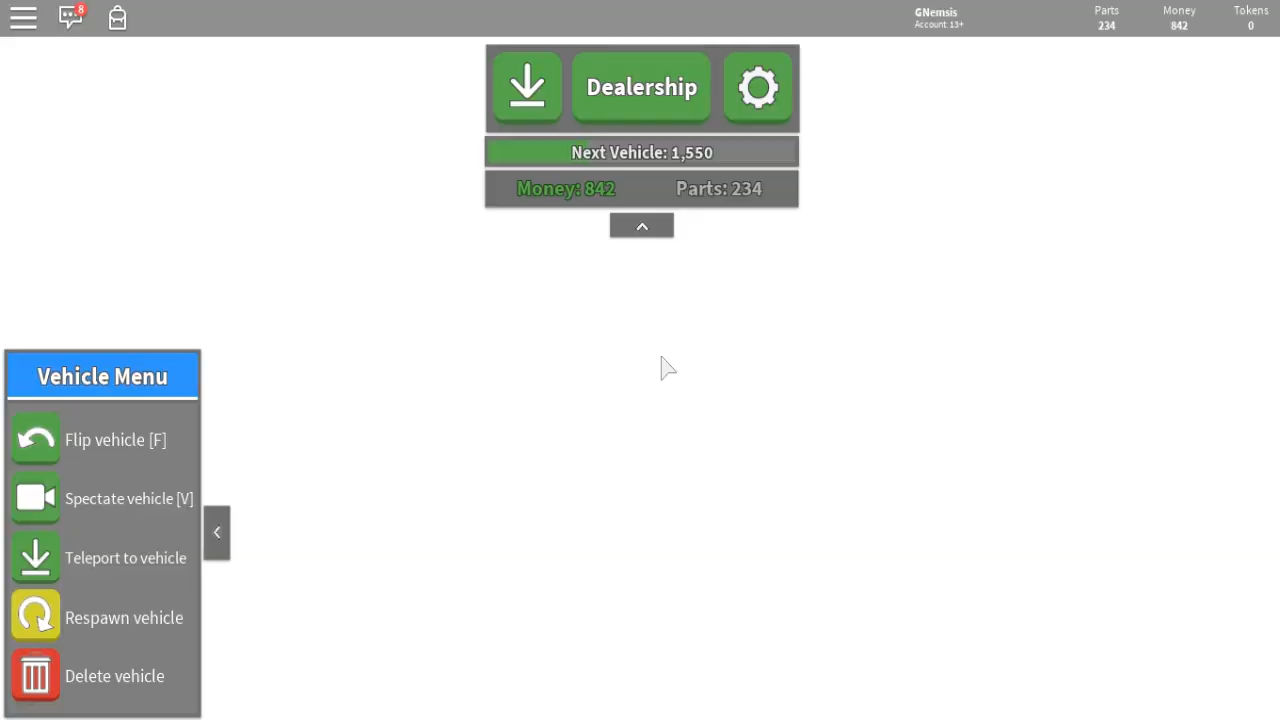 8
GNemsis
Account: 13+
Parts
234
Money
842
Tokens
0
Dealership
Next Vehicle: 1,550
Money: 842 Parts: 234
Vehicle Menu
Flip vehicle [F]
Spectate vehicle [V]
Teleport to vehicle
Respawn vehicle
Delete vehicle